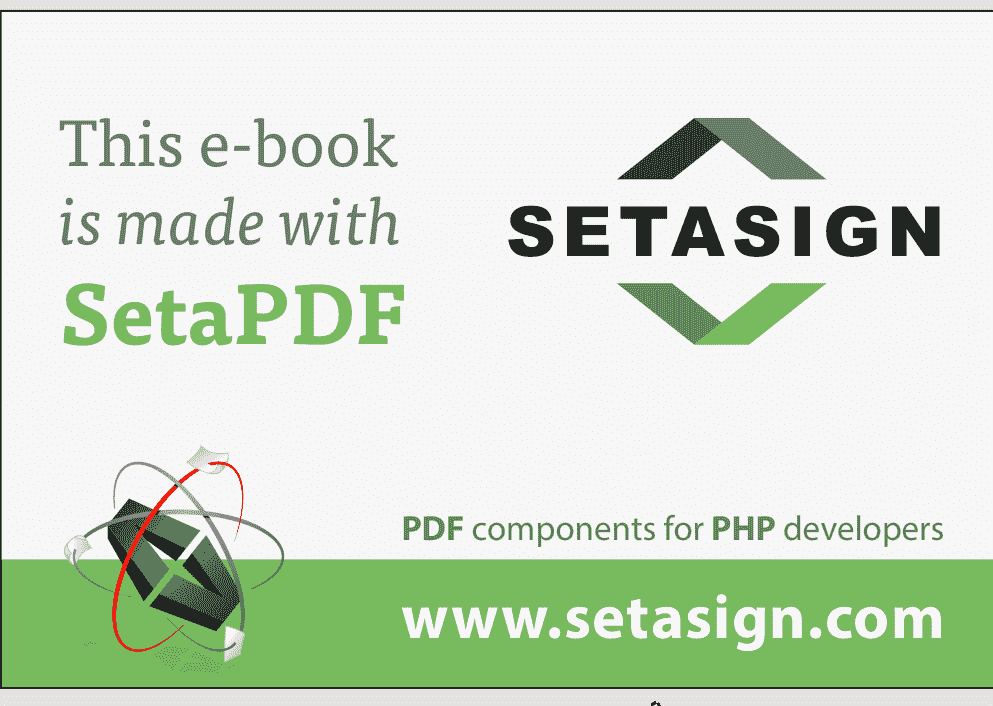 This e-book
is made with
SetaPDF
SETASIGN
PDF components for PHP developers
www.setasign.com